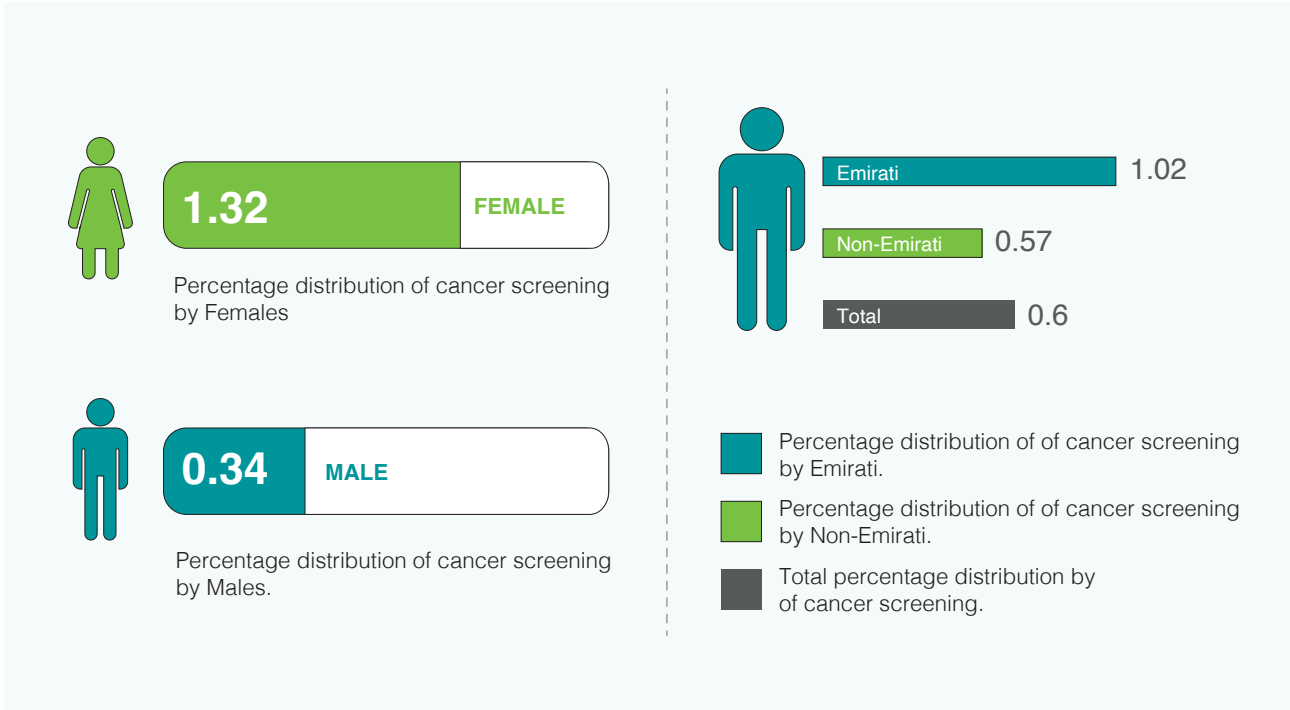 1.32
FEMALE
Percentage distribution of cancer screening
by Females
0.34
MALE
Percentage distribution of cancer screening
by Males.
Emirati
1.02
Non-Emirati
0.57
Total
0.6
Percentage distribution of of cancer screening
by Emirati.
Percentage distribution of of cancer screening
by Non-Emirati.
Total percentage distribution by
of cancer screening.